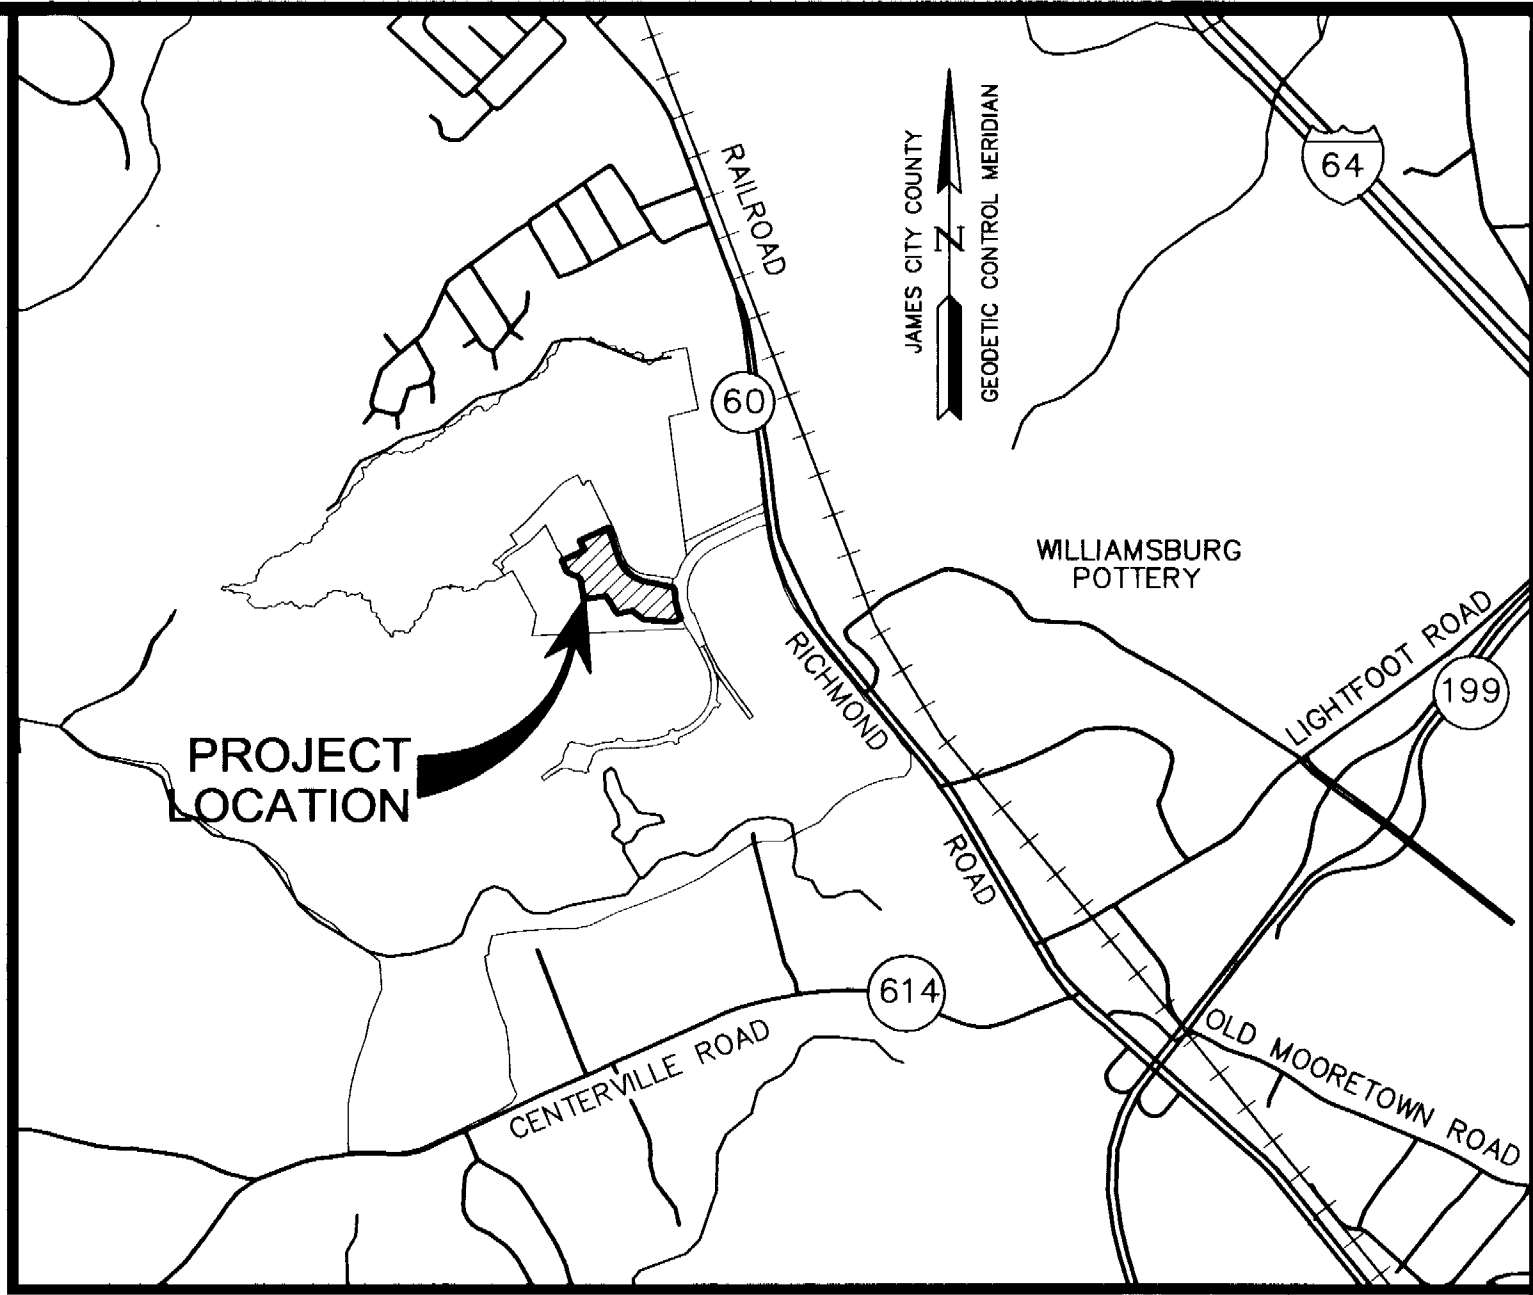 RAILROAD
JAMES CITY COUNTY
GEODETIC CONTROL MERIDIAN
N
64
60
WILLIAMSBURG
POTTERY
LIGHTFOOT ROAD
199
RICHMOND
ROAD
PROJECT
LOCATION
614
CENTERVILLE ROAD
OLD MOORETOWN ROAD